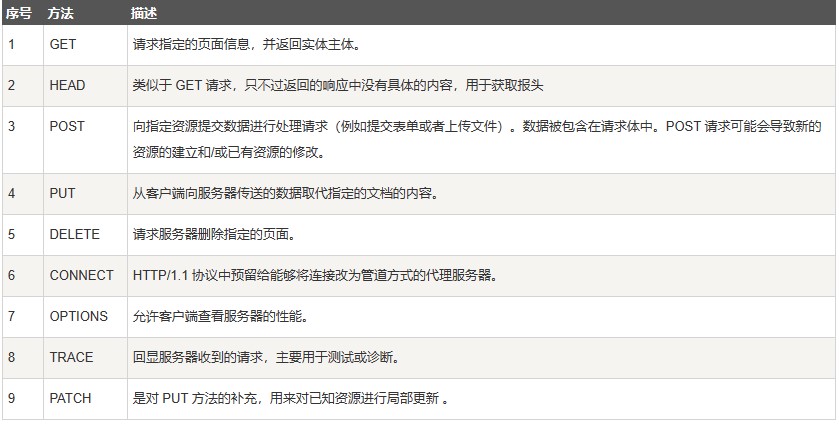 序号 方法 描述
1 GET 请求指定的页面信息，并返回实体主体。
2 HEAD 类似于 GET 请求，只不过返回的响应中没有具体的内容，用于获取报头
3 POST 向指定资源提交数据进行处理请求（例如提交表单或者上传文件）。数据被包含在请求体中。POST 请求可能会导致新的
资源的建立和/或已有资源的修改。
4 PUT 从客户端向服务器传送的数据取代指定的文档的内容。
5 DELETE 请求服务器删除指定的页面。
6 CONNECT HTTP/1.1 协议中预留给能够将连接改为管道方式的代理服务器。
7 OPTIONS 允许客户端查看服务器的性能。
8 TRACE 回显服务器收到的请求，主要用于测试或诊断。
9 PATCH 是对 PUT 方法的补充，用来对已知资源进行局部更新 。